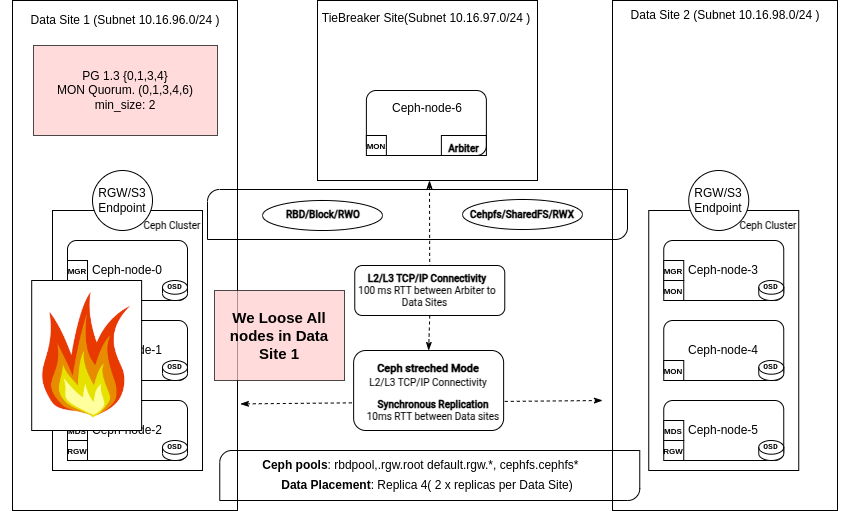 Data Site 1 (Subnet 10.16.96.0/24 )
TieBreaker Site(Subnet 10.16.97.0/24 )
Data Site 2 (Subnet 10.16.98.0/24 )
PG 1.3 {0,1,3,4}
MON Quorum. (0,1,3,4,6)
min_size: 2
Ceph-node-6
MON
Arbiter
RGW/S3
Endpoint
Ceph Cluster
RBD/Block/RWO
Cehpfs/SharedFS/RWX
RGW/S3
Endpoint
Ceph Cluster
MGR
Ceph-node-0
OSD
de-1
OSD
MDS
Ceph-node-2
RGW
OSD
We Loose All
nodes in Data
Site 1
L2/L3 TCP/IP Connectivity
100 ms RTT between Arbiter to
Data Sites
Ceph streched Mode
L2/L3 TCP/IP Connectivity
Synchronous Replication
10ms RTT between Data sites
MGR
Ceph-node-3
MON
OSD
Ceph-node-4
MON
OSD
MDS
Ceph-node-5
RGW
OSD
Ceph pools: rbdpool,.rgw.root default.rgw.*, cephfs.cephfs*
Data Placement: Replica 4( 2 x replicas per Data Site)